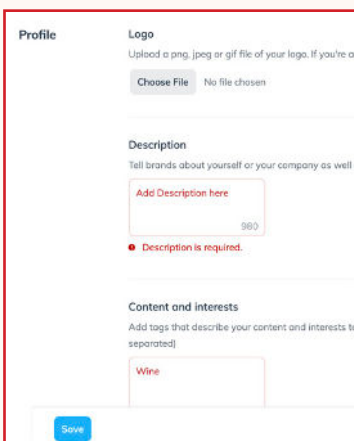 Profile
Logo
Upload a png, jpeg or gif file of your logo. If you're a
Choose File No file chosen
Description
Tell brands about yourself or your company as well
Add Description here
980
Description is required.
Content and interests
Add tags that describe your content and interests to
separated)
Wine
Save